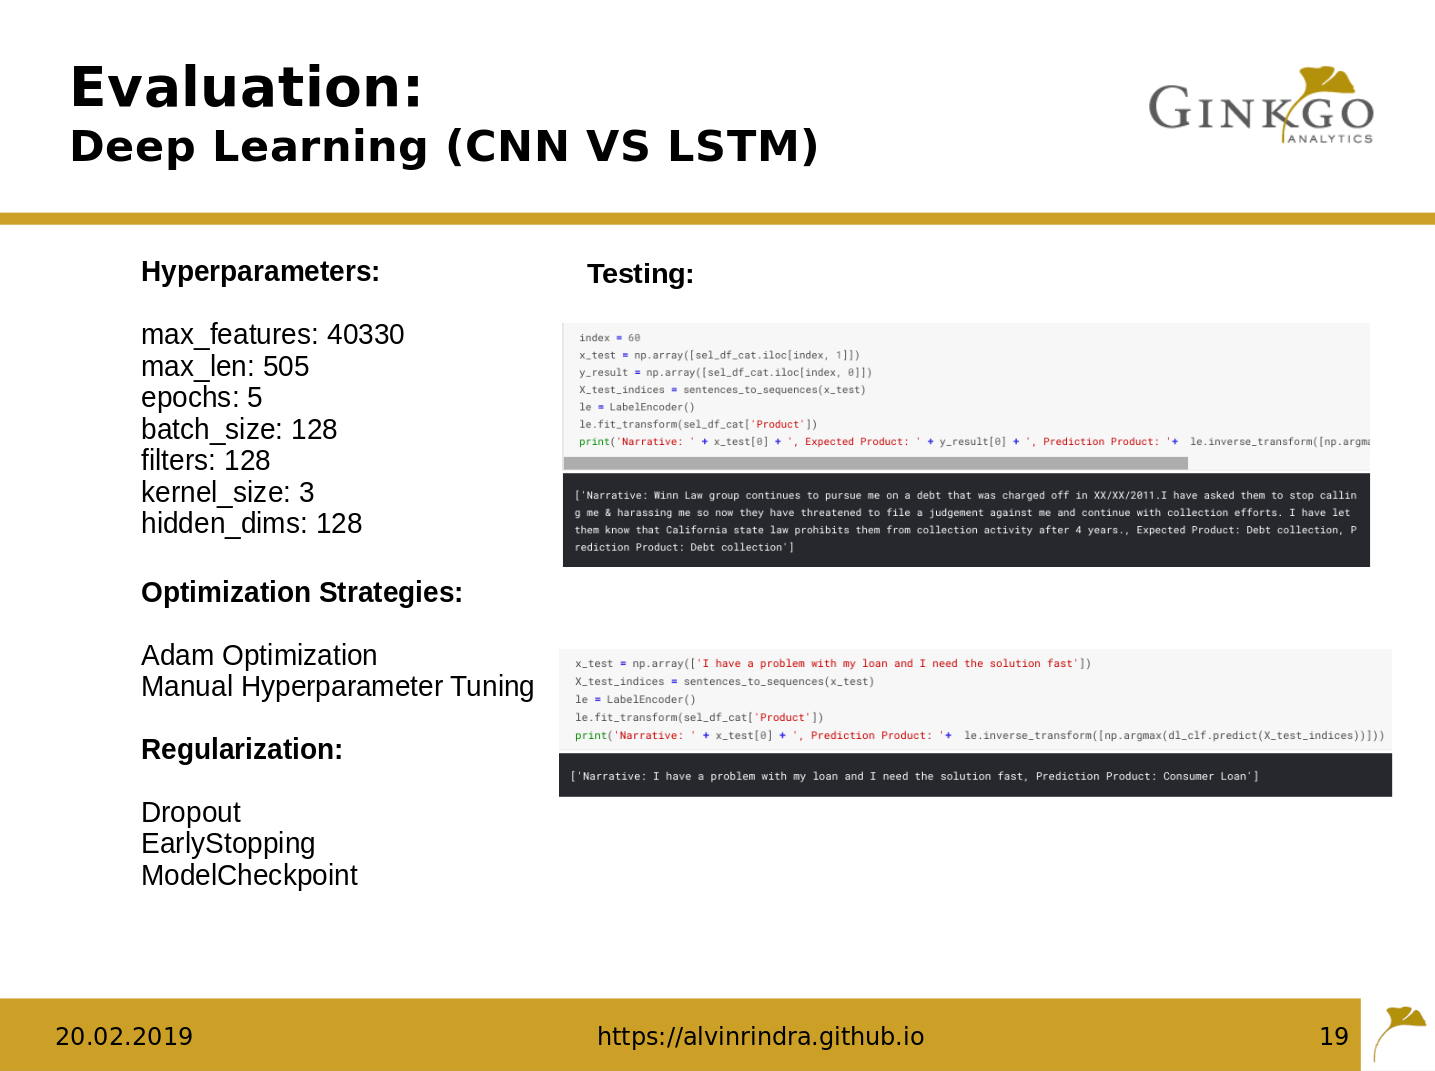 Evaluation:
Deep Learning (CNN VS LSTM)
GINKGO
ANALYTICS
Hyperparameters:
max_features: 40330
max_len: 505
epochs: 5
batch_size: 128
filters: 128
kernel_size: 3
hidden_dims: 128
Optimization Strategies:
Adam Optimization
Manual Hyperparameter Tuning
Regularization:
Dropout
EarlyStopping
ModelCheckpoint
Testing:
index = 60
x_test = np.array([sel_df_cat.iloc[index, 1]])
y_result = np.array([sel_df_cat.iloc[index, 0]])
X_test_indices = sentences_to_sequences(x_test)
le = LabelEncoder()
le.fit_transform(sel_df_cat['Product'])
print('Narrative: ' + x_test[0] + ', Expected Product: ' + y_result[0] + ', Prediction Product: '+  le.inverse_transform([np.argma
['Narrative: Winn Law group continues to pursue me on a debt that was charged off in XX/XX/2011.I have asked them to stop callin
g me & harassing me so now they have threatened to file a judgement against me and continue with collection efforts. I have let
them know that California state law prohibits them from collection activity after 4 years., Expected Product: Debt collection, P
rediction Product: Debt collection']
x_test = np.array(['I have a problem with my loan and I need the solution fast'])
X_test_indices = sentences_to_sequences(x_test)
le = LabelEncoder()
le.fit_transform(sel_df_cat['Product'])
print('Narrative: ' + x_test[0] + ', Prediction Product: '+  le.inverse_transform([np.argmax(dl_clf.predict(X_test_indices))]))
['Narrative: I have a problem with my loan and I need the solution fast, Prediction Product: Consumer Loan']
20.02.2019
https://alvinrindra.github.io
19